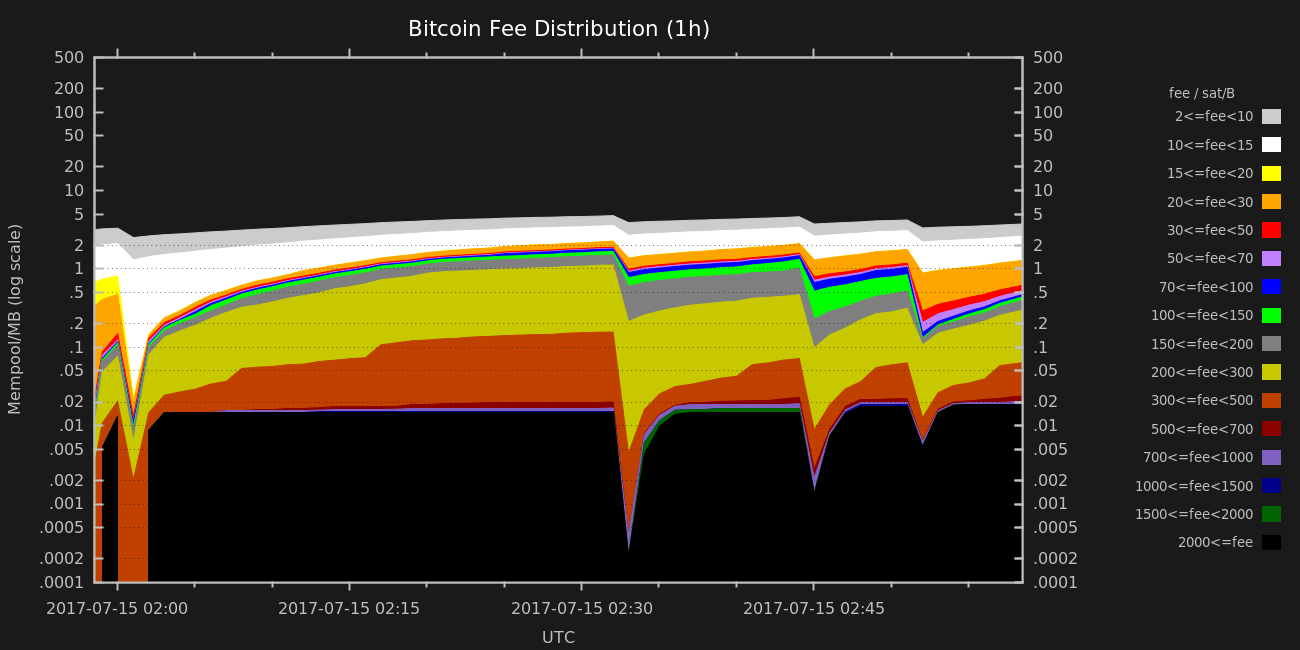 Bitcoin Fee Distribution (1h)
Mempool/MB (log scale)
500
200
100
50
20
10
5
2
1
.5
.2
.1
.05
.02
.01
.005
.002
.001
.0005
.0002
.0001
500
200
100
50
20
10
5
2
1
.5
.2
.1
.05
.02
.01
.005
.002
.001
.0005
.0002
.0001
2017-07-15 02:00
2017-07-15 02:15
2017-07-15 02:30
2017-07-15 02:45
UTC
fee / sat/B
2<=fee<10
10<=fee<15
15<=fee<20
20<=fee<30
30<=fee<50
50<=fee<70
70<=fee<100
100<=fee<150
150<=fee<200
200<=fee<300
300<=fee<500
500<=fee<700
700<=fee<1000
1000<=fee<1500
1500<=fee<2000
2000<=fee